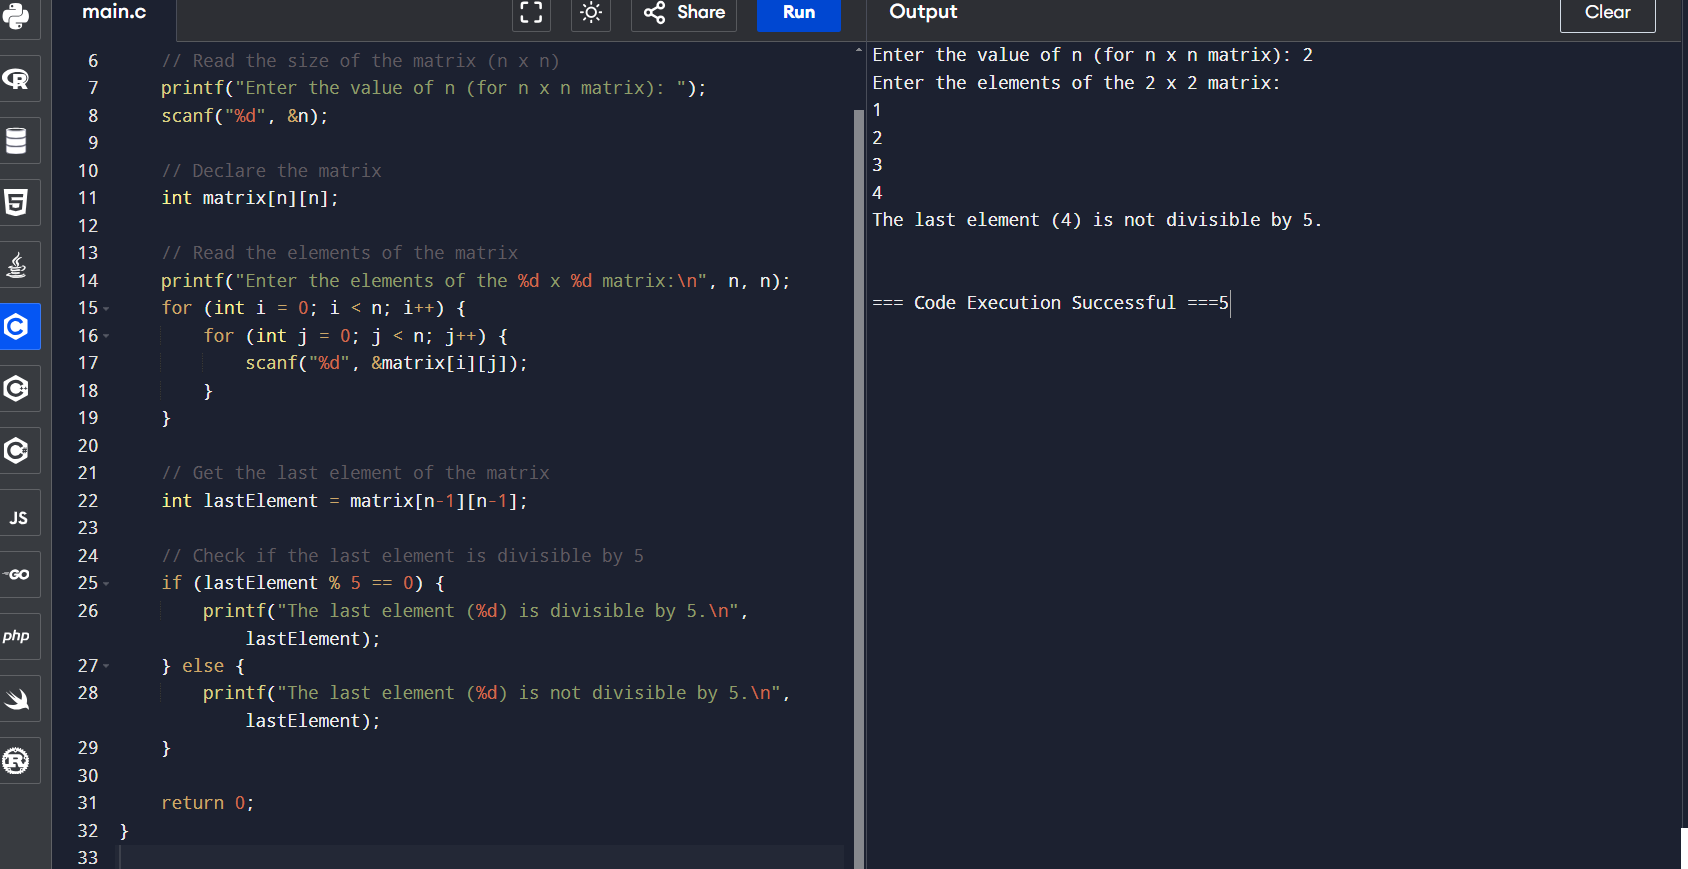 main.c
Share
Run
Output
Clear
6 // Read the size of the matrix (n x n)
7 printf("Enter the value of n (for n x n matrix): ");
8 scanf("%d", &n);
9
10 // Declare the matrix
11 int matrix[n][n];
12
13 // Read the elements of the matrix
14 printf("Enter the elements of the %d x %d matrix:\n", n, n);
15 for (int i = 0; i < n; i++) {
16 for (int j = 0; j < n; j++) {
17 scanf("%d", &matrix[i][j]);
18 }
19 }
20
21 // Get the last element of the matrix
22 int lastElement = matrix[n-1][n-1];
23
24 // Check if the last element is divisible by 5
25 if (lastElement % 5 == 0) {
26 printf("The last element (%d) is divisible by 5.\n",
lastElement);
27 } else {
28 printf("The last element (%d) is not divisible by 5.\n",
lastElement);
29 }
30
31 return 0;
32 }
33
Enter the value of n (for n x n matrix): 2
Enter the elements of the 2 x 2 matrix:
1
2
3
4
The last element (4) is not divisible by 5.
=== Code Execution Successful ===5
R
5
C
C
C#
JS
GO
php
R